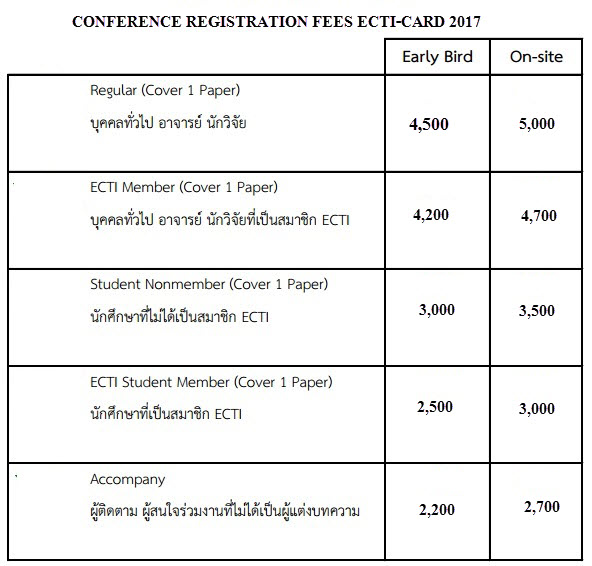 CONFERENCE REGISTRATION FEES ECTI-CARD 2017
Early Bird On-site
Regular (Cover 1 Paper)
บุคคลทั่วไป อาจารย์ นักวิจัย
4,500 5,000
ECTI Member (Cover 1 Paper)
บุคคลทั่วไป อาจารย์ นักวิจัยที่เป็นสมาชิก ECTI
4,200 4,700
Student Nonmember (Cover 1 Paper)
นักศึกษาที่ไม่ได้เป็นสมาชิก ECTI
3,000 3,500
ECTI Student Member (Cover 1 Paper)
นักศึกษาที่เป็นสมาชิก ECTI
2,500 3,000
Accompany
ผู้ติดตาม ผู้สนใจร่วมงานที่ไม่ได้เป็นผู้แต่งบทความ
2,200 2,700